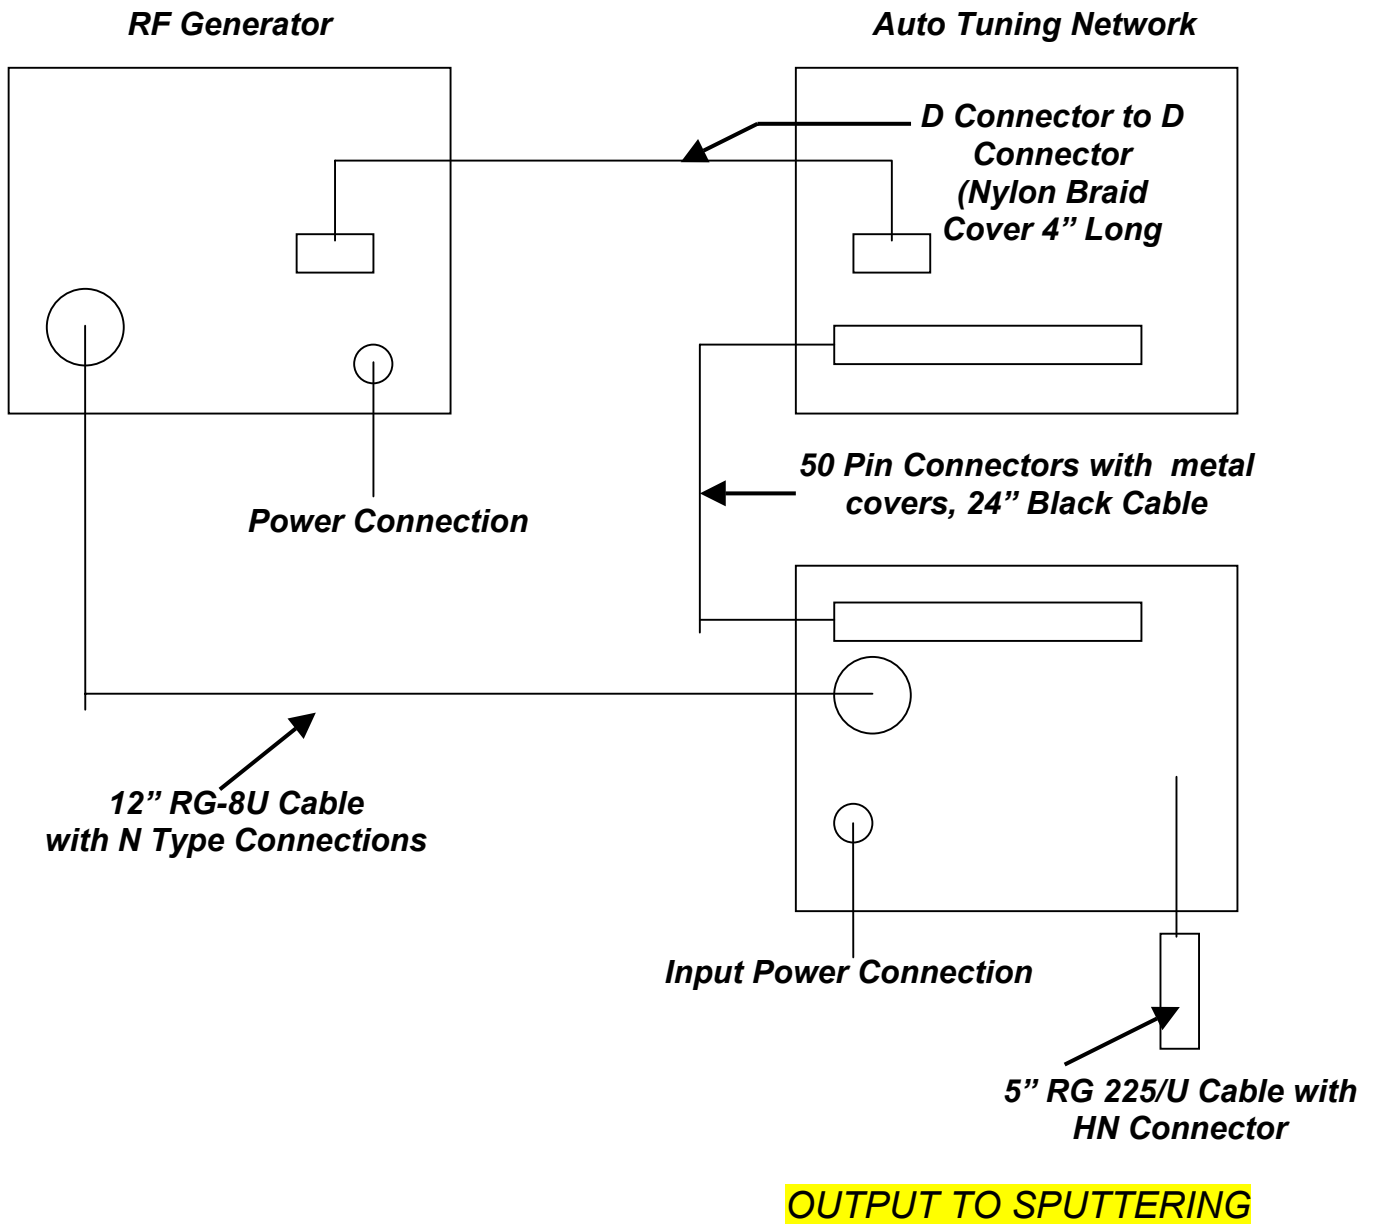 RF Generator
Auto Tuning Network
D Connector to D
Connector
(Nylon Braid
Cover 4” Long
50 Pin Connectors with  metal
covers, 24” Black Cable
Power Connection
12” RG-8U Cable
with N Type Connections
Input Power Connection
5” RG 225/U Cable with
HN Connector
OUTPUT TO SPUTTERING